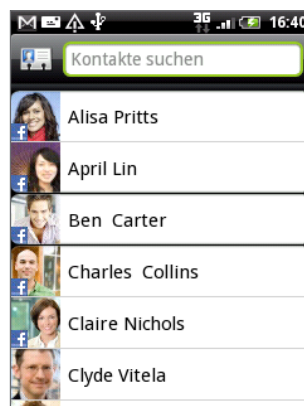 3G 16:40
Kontakte suchen
Alisa Pritts
April Lin
Ben Carter
Charles Collins
Claire Nichols
Clyde Vitela